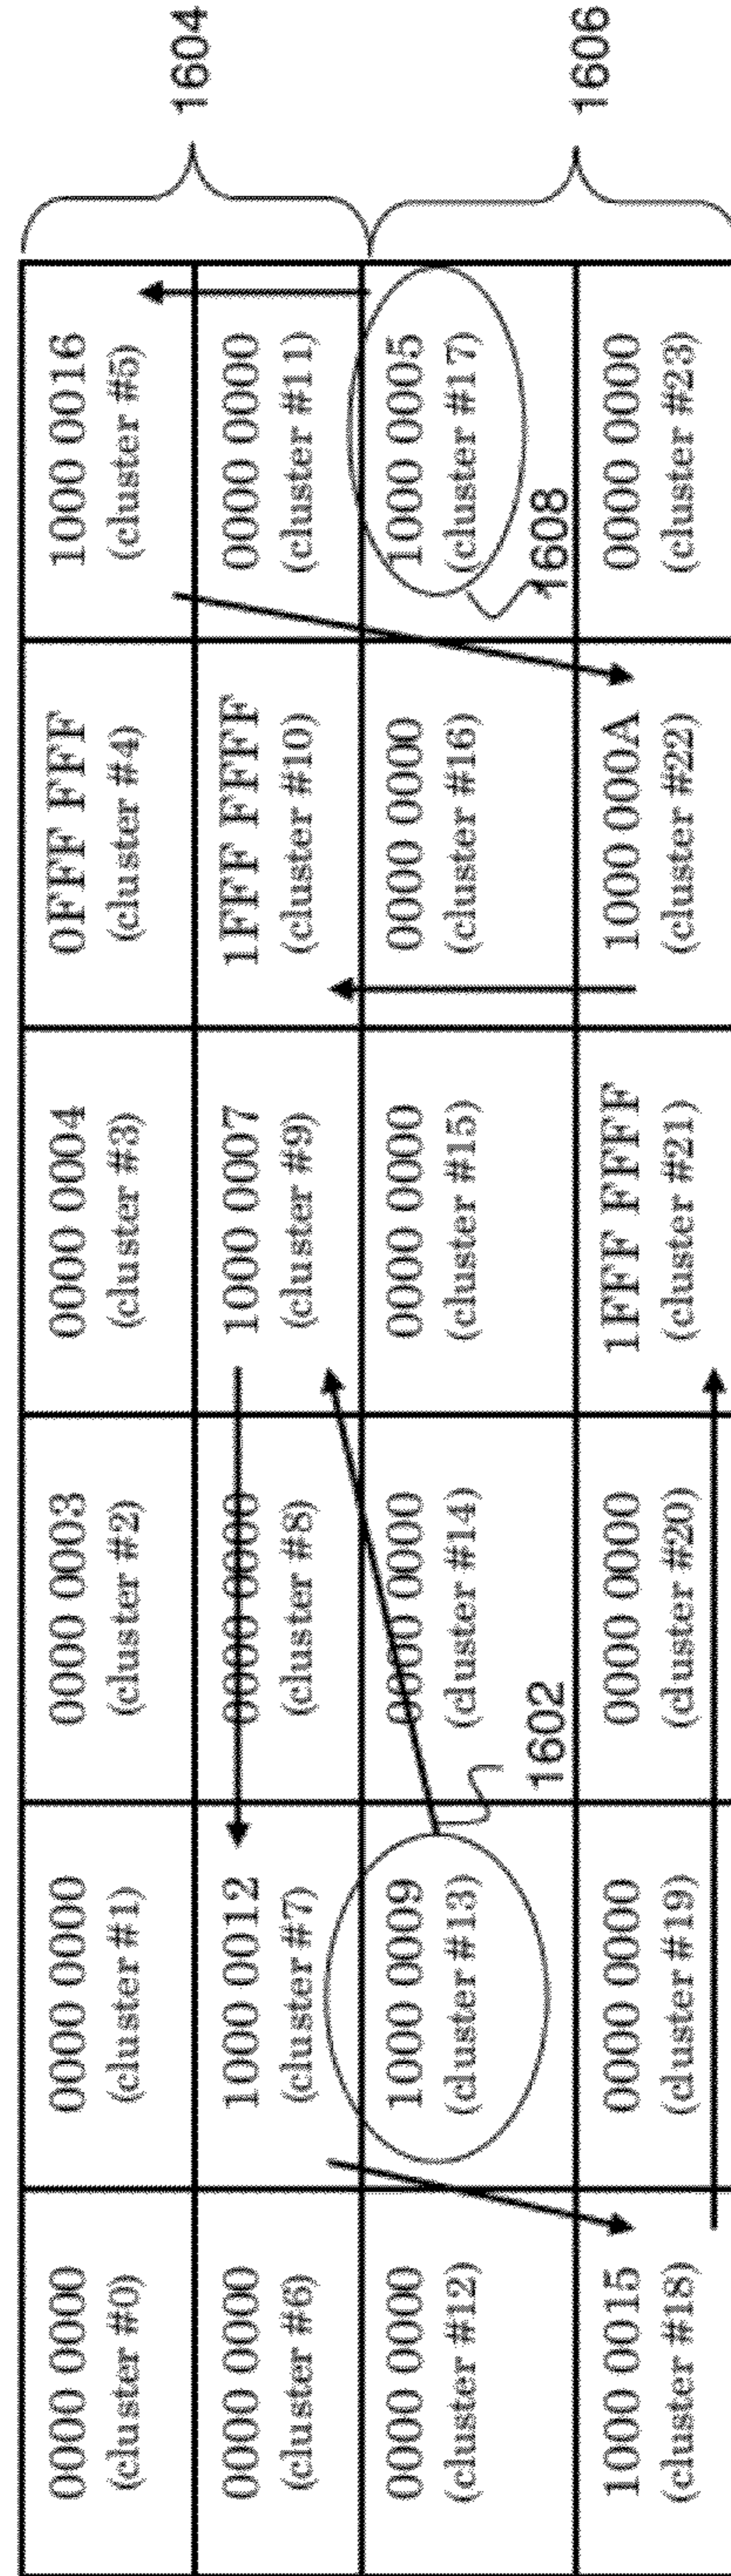 0000 0000
(cluster #0)
0000 0000
(cluster #1)
0000 0003
(cluster #2)
0000 0004
(cluster #3)
0FFF FFF
(cluster #4)
1000 0016
(cluster #5)
1604
0000 0000
(cluster #6)
1000 0012
(cluster #7)
0000 0000
(cluster #8)
1000 0007
(cluster #9)
1FFF FFFF
(cluster #10)
0000 0000
(cluster #11)
0000 0000
(cluster #12)
1000 0009
(cluster #13)
1602
0000 0000
(cluster #14)
0000 0000
(cluster #15)
0000 0000
(cluster #16)
1000 0005
(cluster #17)
1608
1606
1000 0015
(cluster #18)
0000 0000
(cluster #19)
0000 0000
(cluster #20)
1FFF FFFF
(cluster #21)
1000 000A
(cluster #22)
0000 0000
(cluster #23)